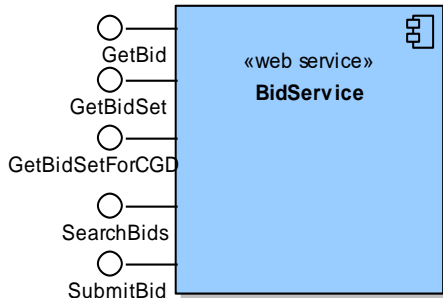 GetBid
«web service»
BidService
GetBidSet
GetBidSetForCGD
SearchBids
SubmitBid